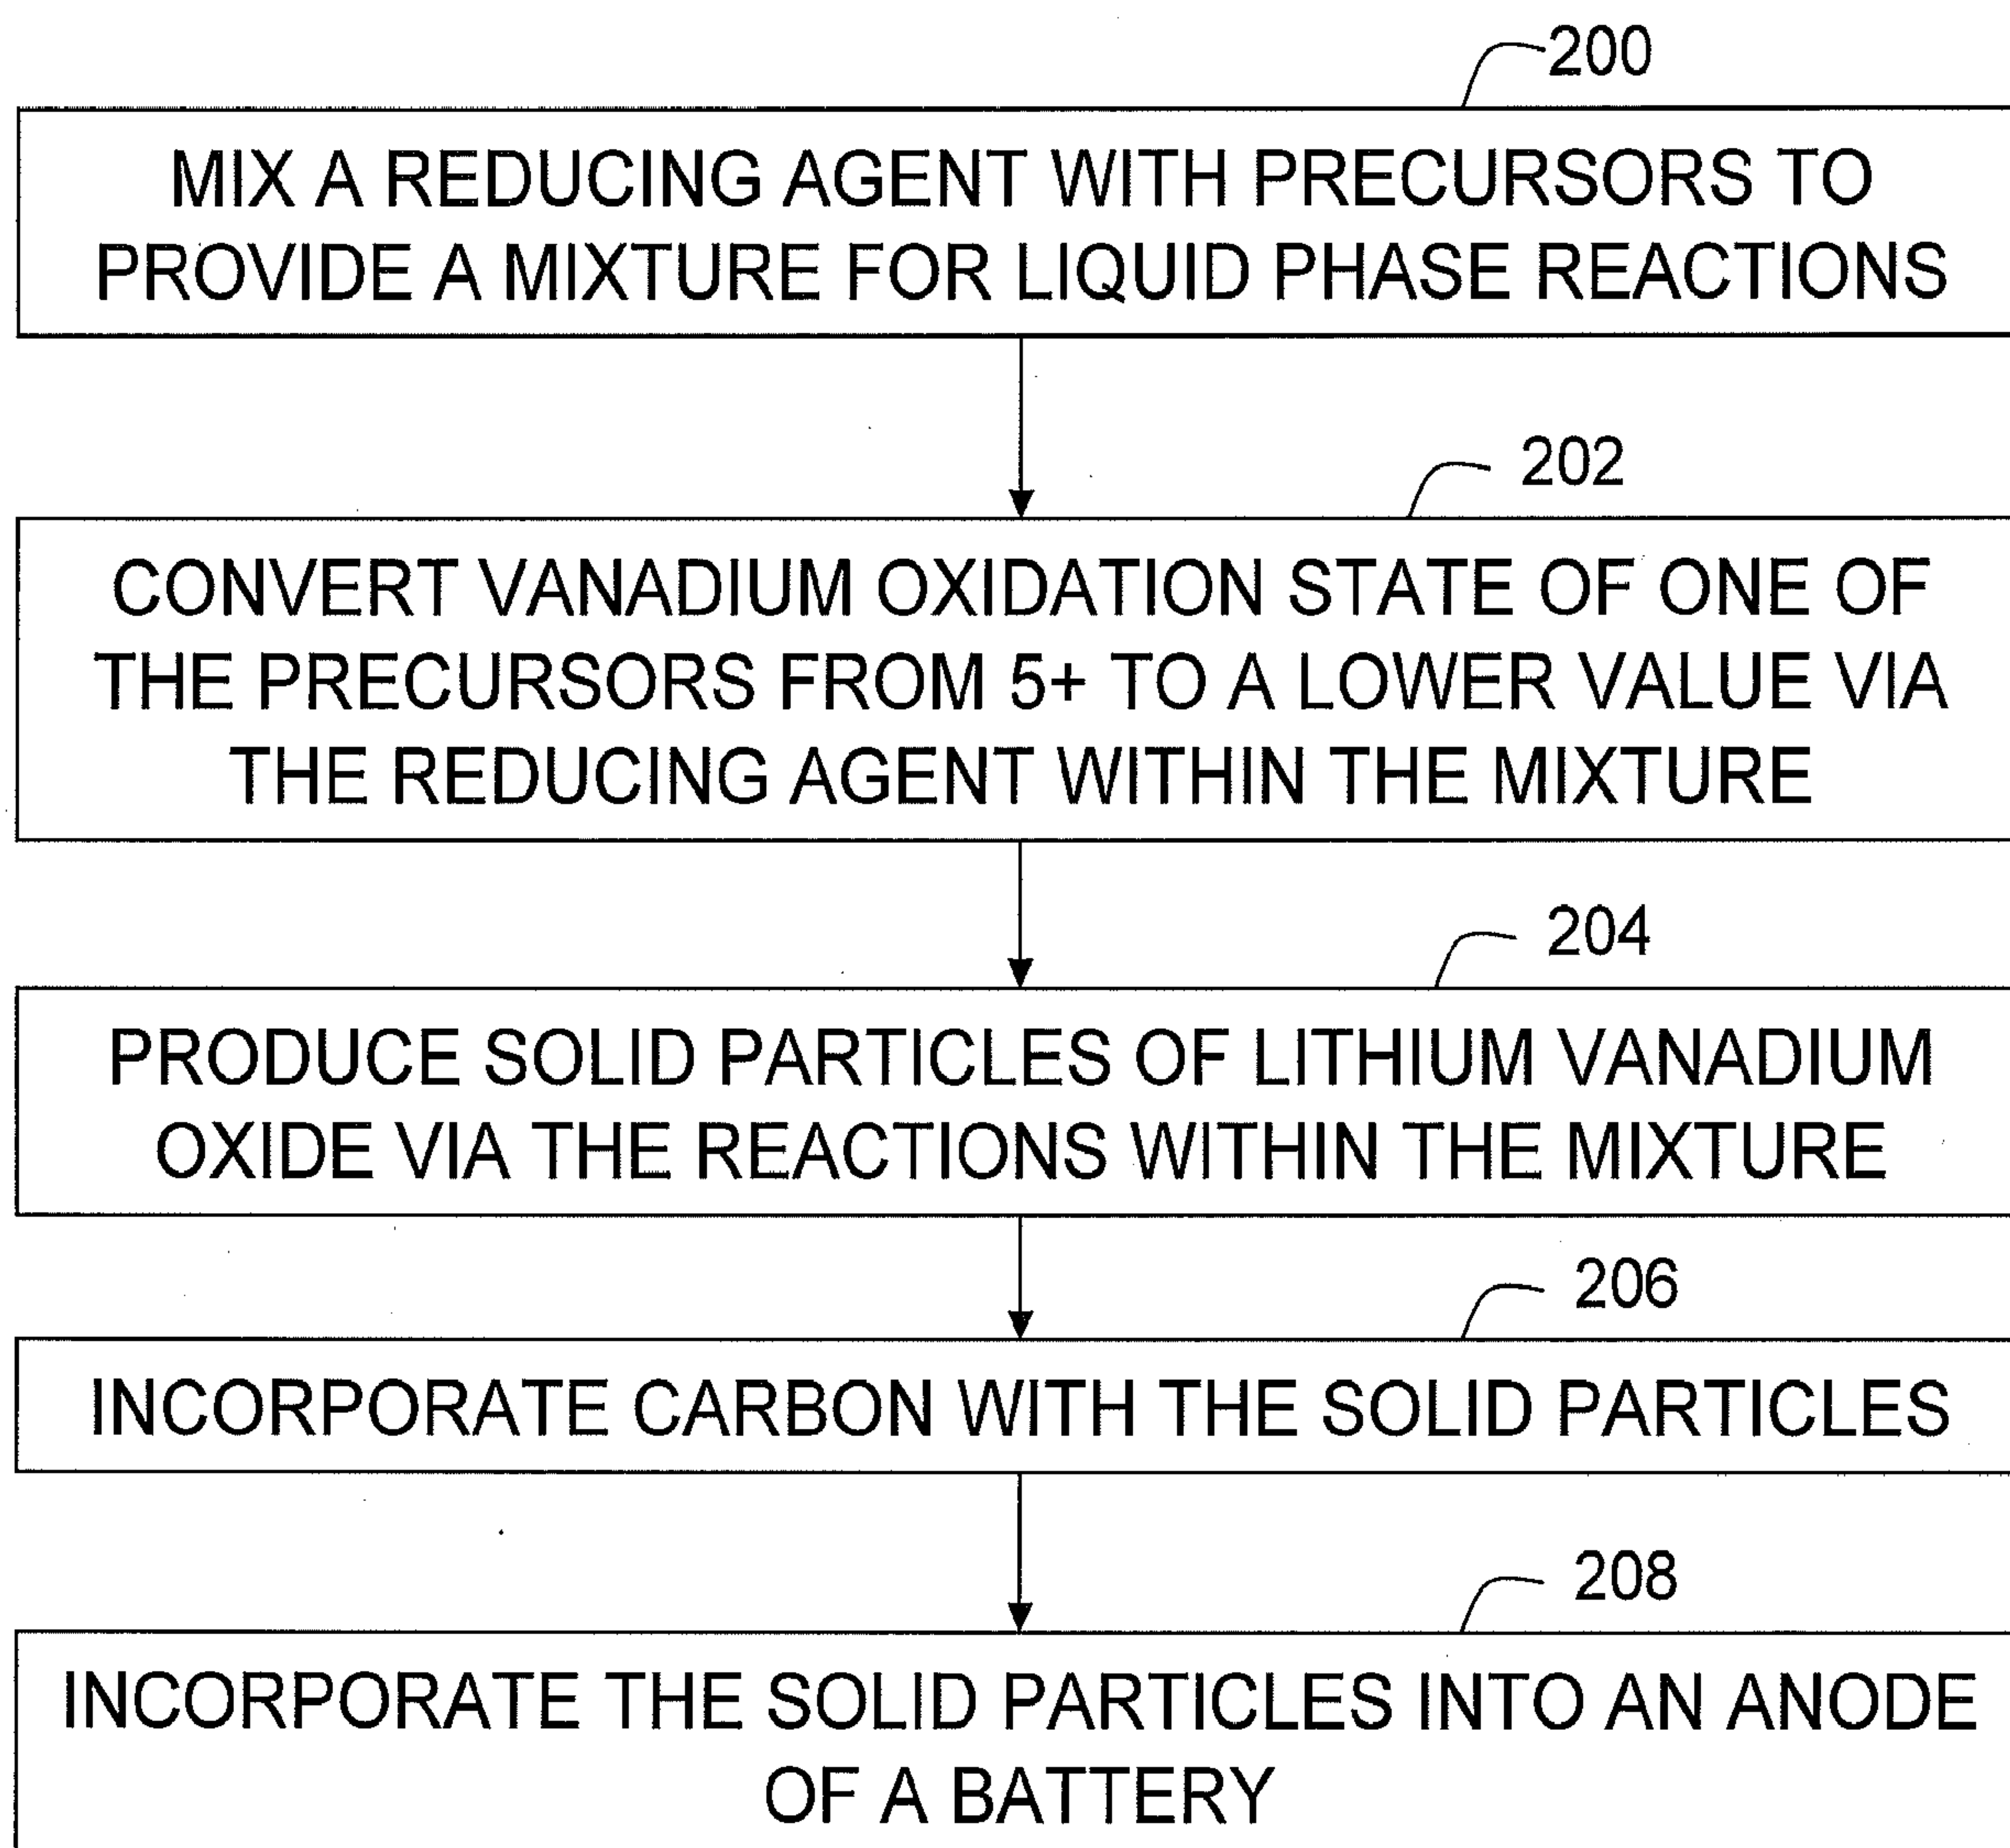 200
MIX A REDUCING AGENT WITH PRECURSORS TO
PROVIDE A MIXTURE FOR LIQUID PHASE REACTIONS
202
CONVERT VANADIUM OXIDATION STATE OF ONE OF
THE PRECURSORS FROM 5+ TO A LOWER VALUE VIA
THE REDUCING AGENT WITHIN THE MIXTURE
204
PRODUCE SOLID PARTICLES OF LITHIUM VANADIUM
OXIDE VIA THE REACTIONS WITHIN THE MIXTURE
206
INCORPORATE CARBON WITH THE SOLID PARTICLES
208
INCORPORATE THE SOLID PARTICLES INTO AN ANODE
OF A BATTERY